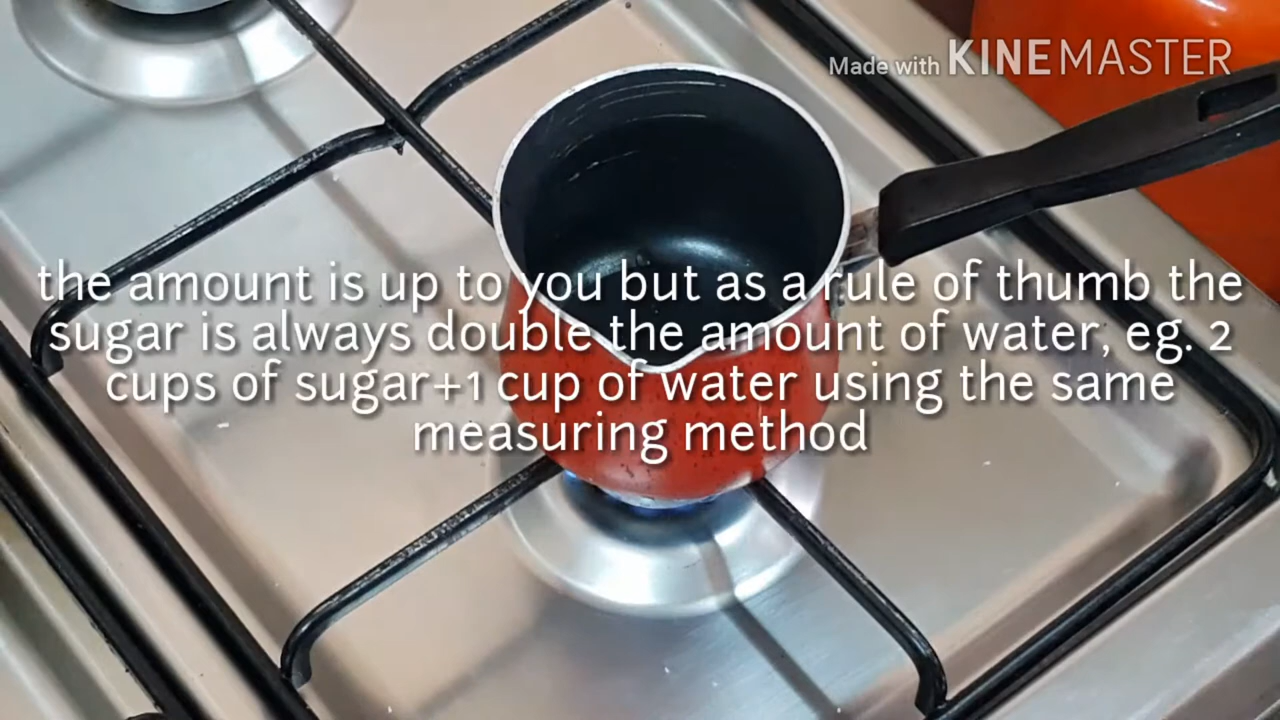 Made with KINEMASTER
the amount is up to you but as a rule of thumb the
sugar is always double the amount of water, eg. 2
cups of sugar+1 cup of water using the same
measuring method